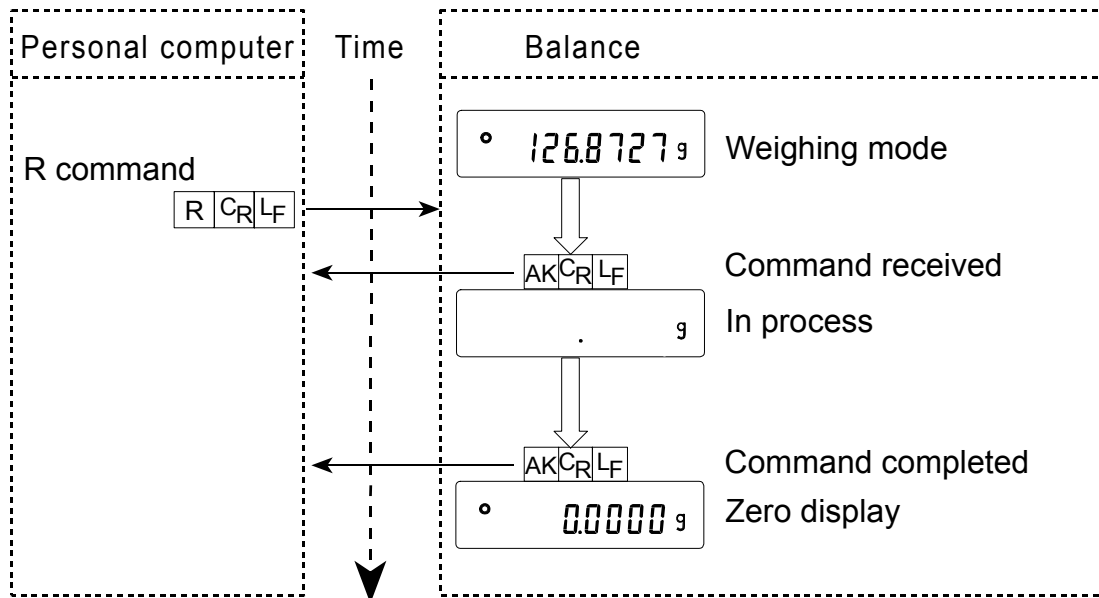 Personal computer Time Balance
126.8727 g Weighing mode
R command
R CR LF
AK CR LF Command received
. g In process
AK CR LF Command completed
0.0000 g Zero display